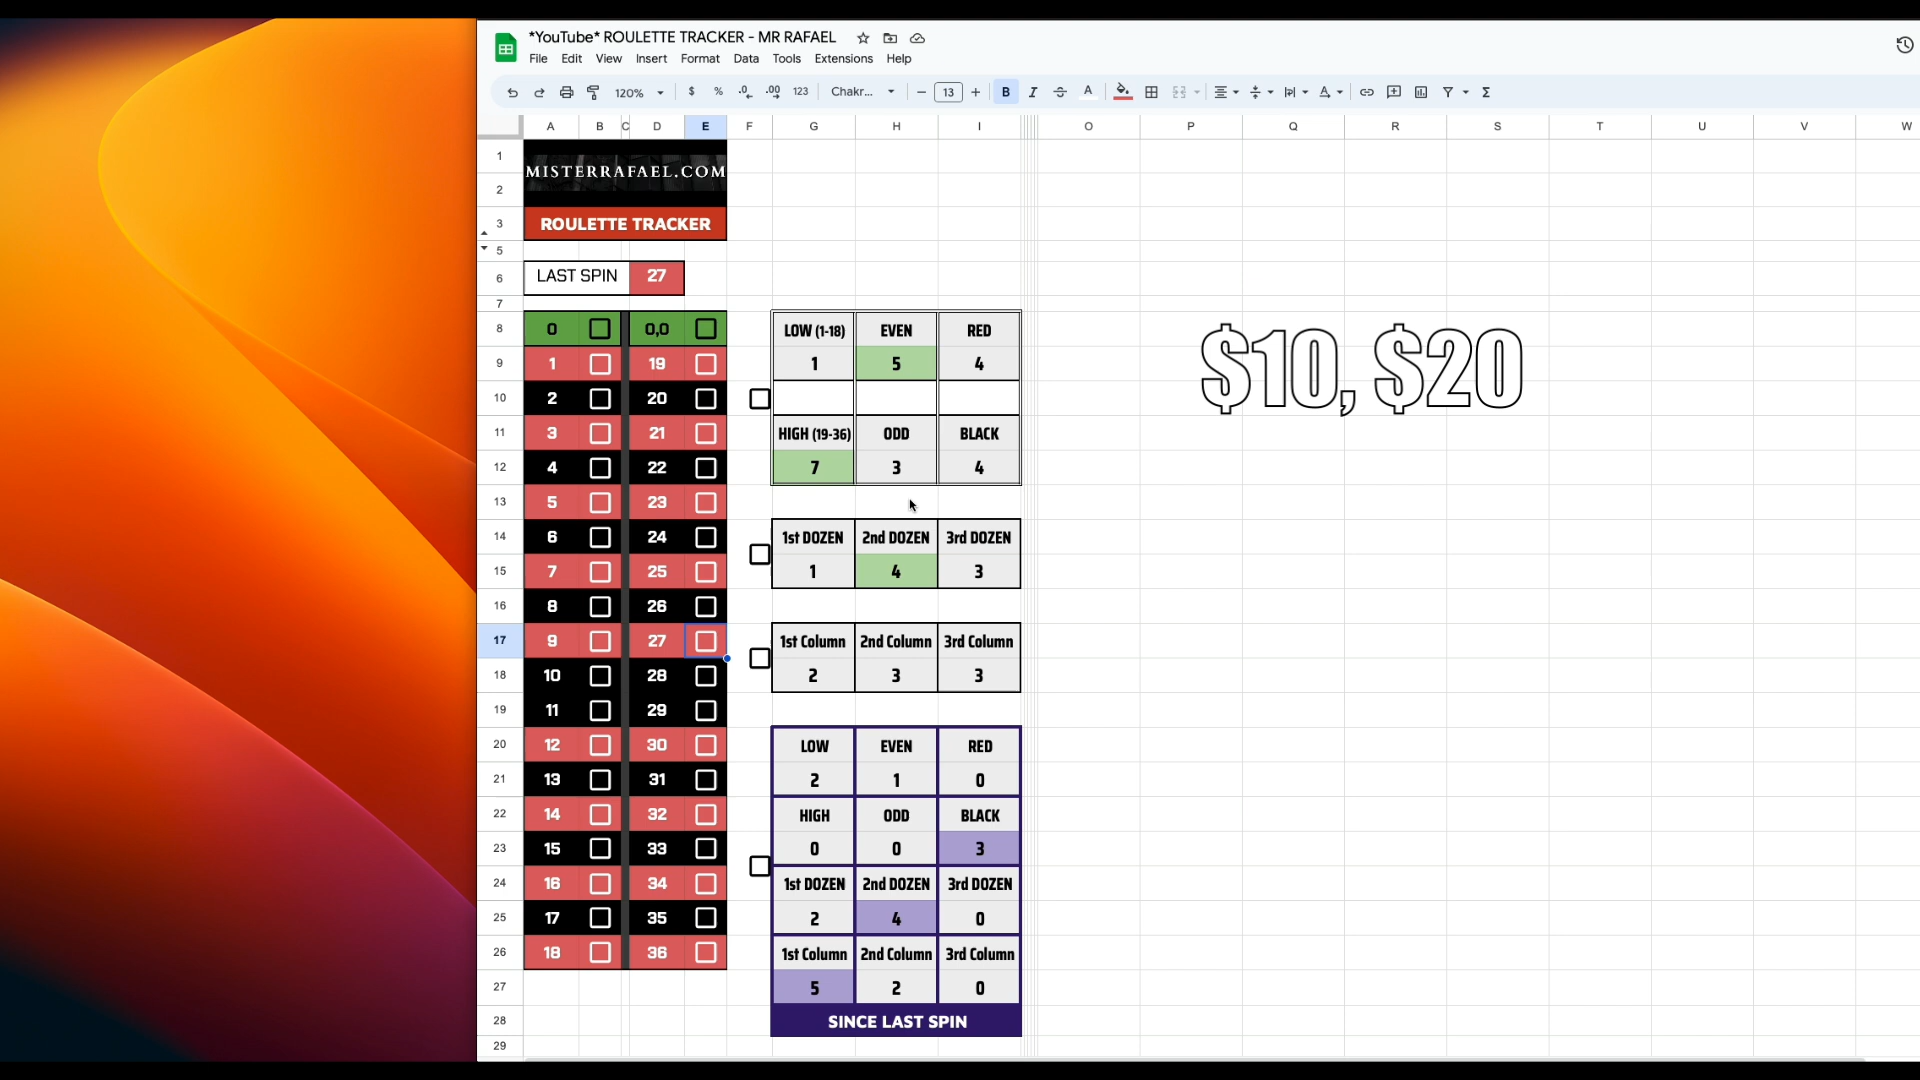 *YouTube* ROULETTE TRACKER - MR RAFAEL
File Edit View Insert Format Data Tools Extensions Help
120% $ % .0 .00 123 Chakr... − 13 + B I S A Σ
A B C D E F G H I O P Q R S T U V W
1
MISTERRAFAEL.COM
2
3 ROULETTE TRACKER
5
6 LAST SPIN 27
7
8 0 0,0 LOW (1-18) EVEN RED
9 1 19 1 5 4
10 2 20
11 3 21 HIGH (19-36) ODD BLACK
12 4 22 7 3 4
13 5 23
14 6 24 1st DOZEN 2nd DOZEN 3rd DOZEN
15 7 25 1 4 3
16 8 26
17 9 27 1st Column 2nd Column 3rd Column
18 10 28 2 3 3
19 11 29
20 12 30 LOW EVEN RED
21 13 31 2 1 0
22 14 32 HIGH ODD BLACK
23 15 33 0 0 3
24 16 34 1st DOZEN 2nd DOZEN 3rd DOZEN
25 17 35 2 4 0
26 18 36 1st Column 2nd Column 3rd Column
27 5 2 0
28 SINCE LAST SPIN
29
$10, $20